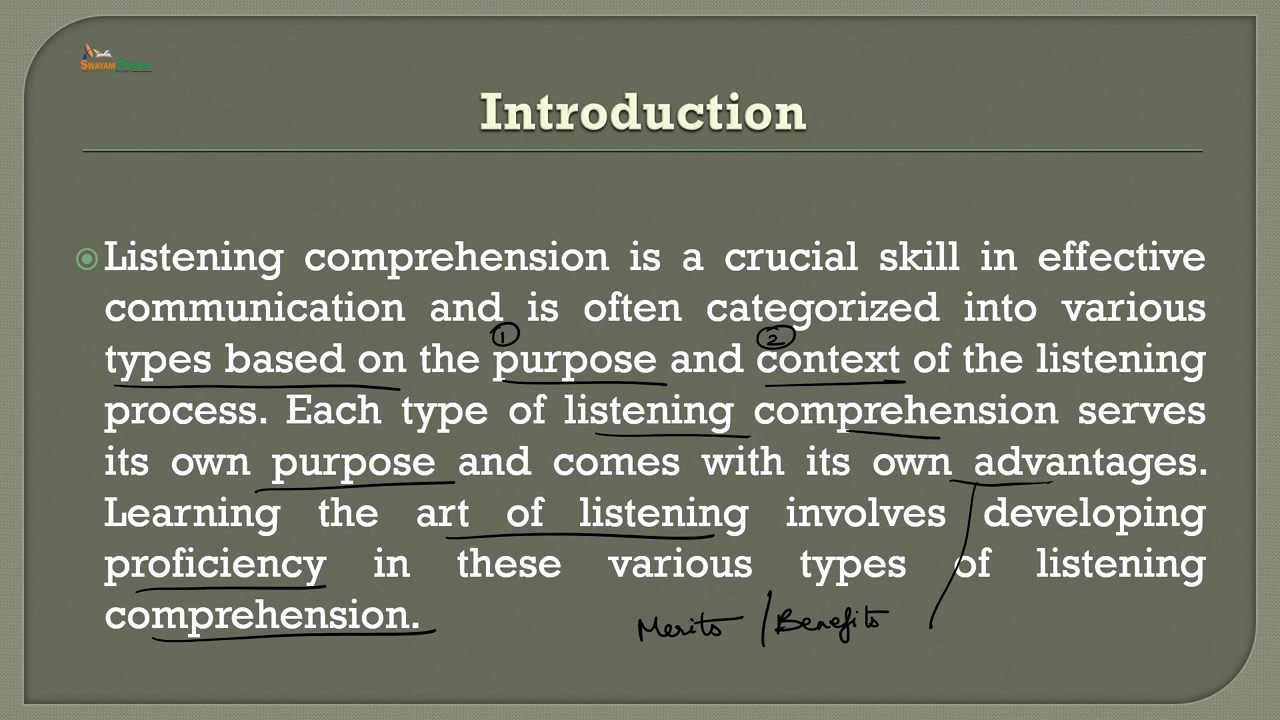 SWAYAM Prabha
Introduction
Listening comprehension is a crucial skill in effective
communication and is often categorized into various
1 2
types based on the purpose and context of the listening
process. Each type of listening comprehension serves
its own purpose and comes with its own advantages.
Learning the art of listening involves developing
proficiency in these various types of listening
comprehension.
Merits / Benefits